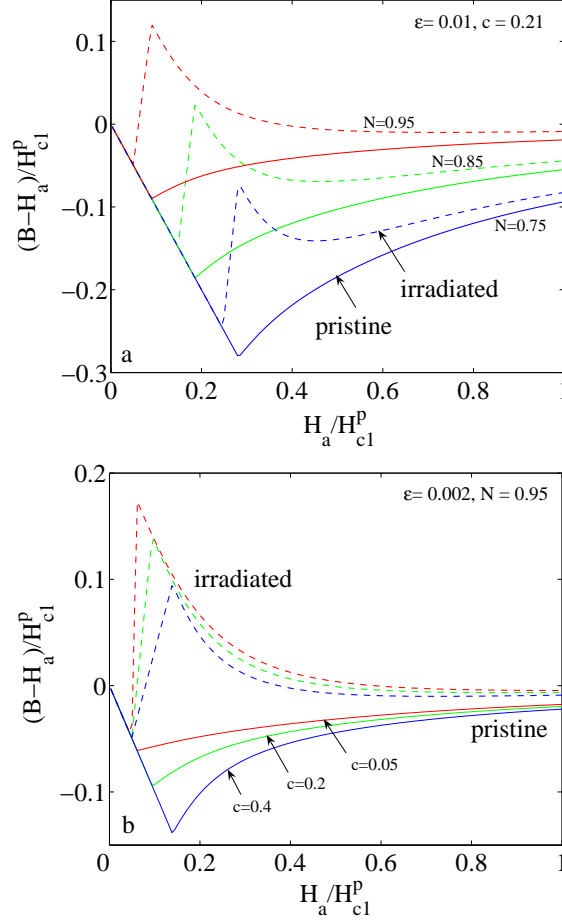 ε= 0.01, c = 0.21
0.1
0
−0.1
−0.2
−0.3
(B−Ha)/H^p_c1
N=0.95
N=0.85
N=0.75
irradiated
pristine
a
0 0.2 0.4 0.6 0.8 1
H_a/H^p_c1
0.2
ε= 0.002, N = 0.95
0.1
0
−0.1
(B−H_a)/H^p_c1
irradiated
pristine
c=0.05
c=0.2
c=0.4
b
0 0.2 0.4 0.6 0.8 1
H_a/H^p_c1